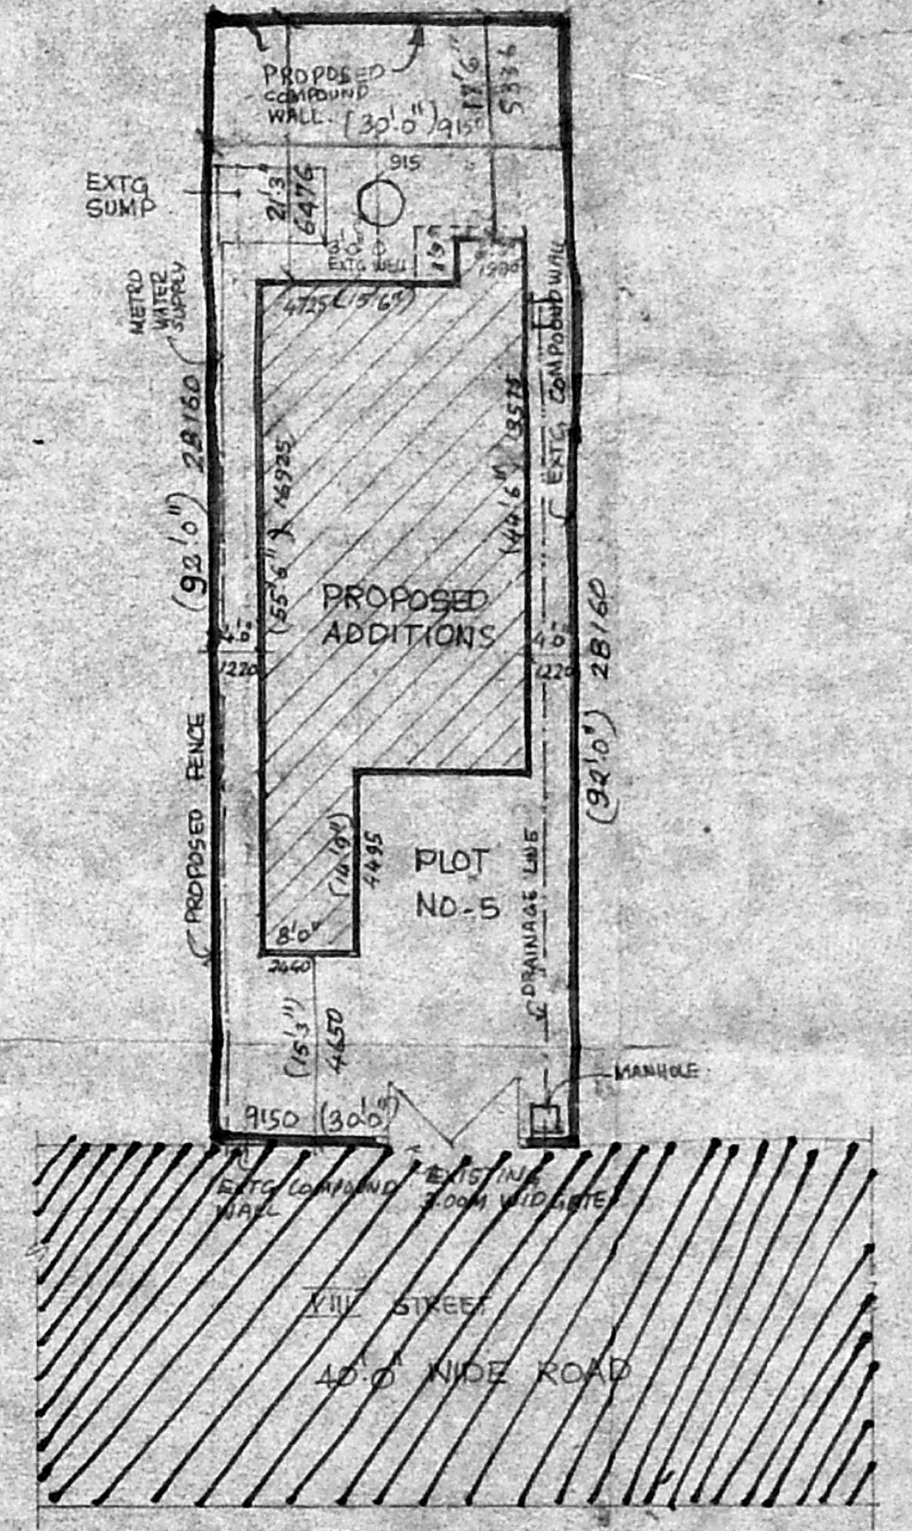 PROPOSED
COMPOUND
WALL.
17'6"
5336
(30'0") 9150
915
EXTG
SUMP
21'3"
6476
EXTG WELL
1'9"
METRO
WATER
SUPPLY
4725 (15'6")
EXTG COMPOUND WALL
(92'0") 28160
(55'6") 16925
(44'6") 13575
PROPOSED
ADDITIONS
4'0"
1220
4'0"
1220
(92'0") 28160
PROPOSED FENCE
(14'9")
4495
PLOT
NO-5
DRAINAGE LINE
8'0"
2460
(15'3")
4650
MANHOLE
9150 (30'0")
EXTG COMPOUND
WALL
EXISTING
3.00M WID GATE
VIII STREET
40'0" WIDE ROAD